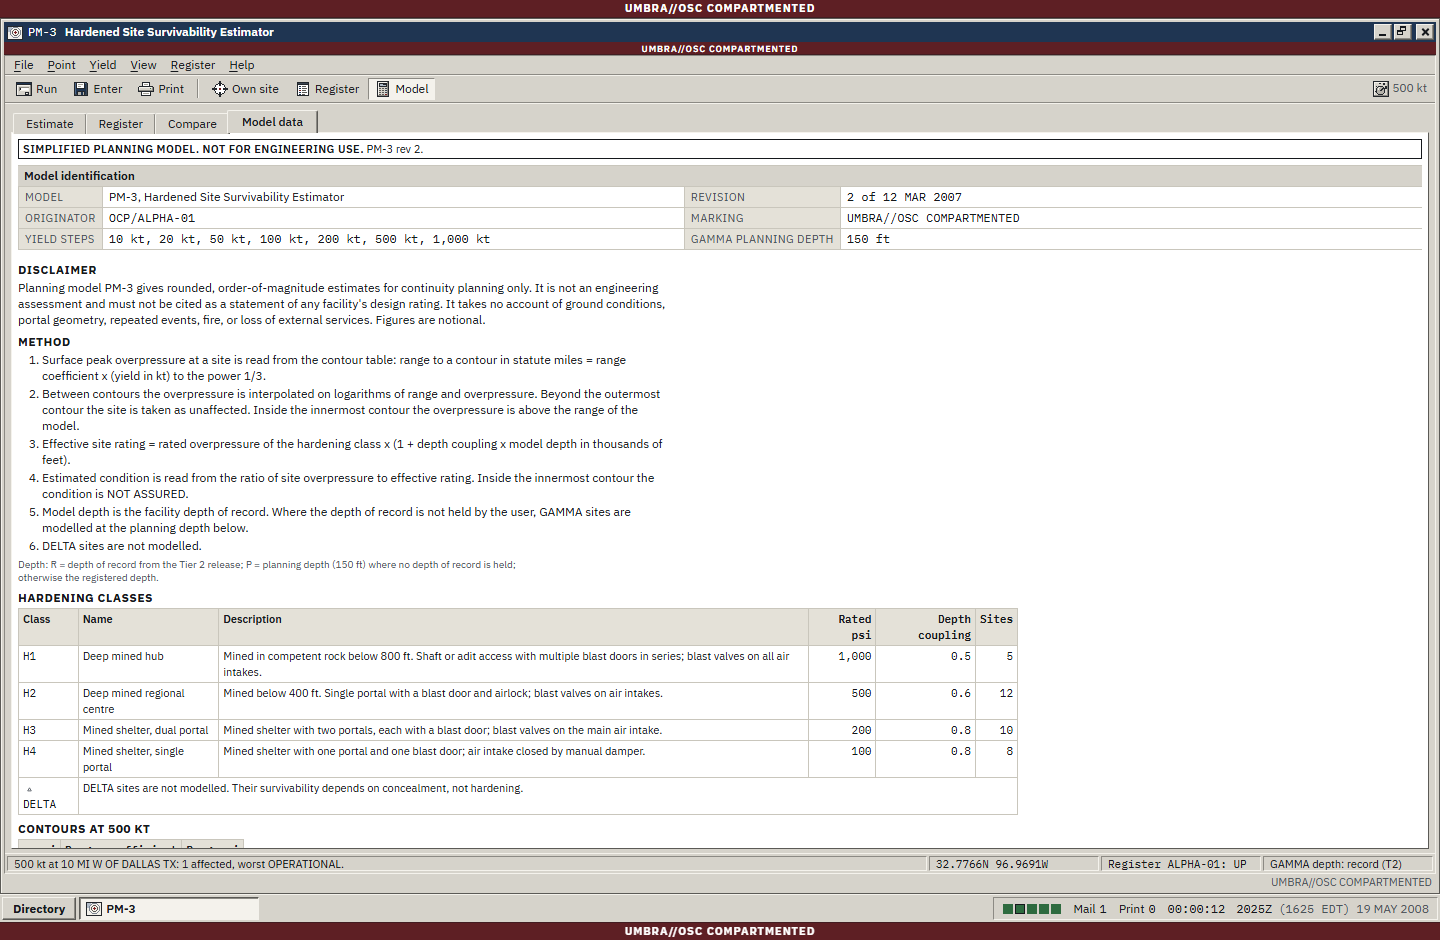 UMBRA//OSC COMPARTMENTED
PM-3 Hardened Site Survivability Estimator
UMBRA//OSC COMPARTMENTED
File Point Yield View Register Help
Run Enter Print Own site Register Model 500 kt
Estimate Register Compare Model data
SIMPLIFIED PLANNING MODEL. NOT FOR ENGINEERING USE. PM-3 rev 2.
Model identification
MODEL PM-3, Hardened Site Survivability Estimator REVISION 2 of 12 MAR 2007
ORIGINATOR OCP/ALPHA-01 MARKING UMBRA//OSC COMPARTMENTED
YIELD STEPS 10 kt, 20 kt, 50 kt, 100 kt, 200 kt, 500 kt, 1,000 kt GAMMA PLANNING DEPTH 150 ft
DISCLAIMER
Planning model PM-3 gives rounded, order-of-magnitude estimates for continuity planning only. It is not an engineering
assessment and must not be cited as a statement of any facility's design rating. It takes no account of ground conditions,
portal geometry, repeated events, fire, or loss of external services. Figures are notional.
METHOD
1. Surface peak overpressure at a site is read from the contour table: range to a contour in statute miles = range
coefficient x (yield in kt) to the power 1/3.
2. Between contours the overpressure is interpolated on logarithms of range and overpressure. Beyond the outermost
contour the site is taken as unaffected. Inside the innermost contour the overpressure is above the range of the
model.
3. Effective site rating = rated overpressure of the hardening class x (1 + depth coupling x model depth in thousands of
feet).
4. Estimated condition is read from the ratio of site overpressure to effective rating. Inside the innermost contour the
condition is NOT ASSURED.
5. Model depth is the facility depth of record. Where the depth of record is not held by the user, GAMMA sites are
modelled at the planning depth below.
6. DELTA sites are not modelled.
Depth: R = depth of record from the Tier 2 release; P = planning depth (150 ft) where no depth of record is held;
otherwise the registered depth.
HARDENING CLASSES
Class Name Description Rated psi Depth coupling Sites
H1 Deep mined hub Mined in competent rock below 800 ft. Shaft or adit access with multiple blast doors in series; blast valves on all air intakes. 1,000 0.5 5
H2 Deep mined regional centre Mined below 400 ft. Single portal with a blast door and airlock; blast valves on air intakes. 500 0.6 12
H3 Mined shelter, dual portal Mined shelter with two portals, each with a blast door; blast valves on the main air intake. 200 0.8 10
H4 Mined shelter, single portal Mined shelter with one portal and one blast door; air intake closed by manual damper. 100 0.8 8
▵ DELTA DELTA sites are not modelled. Their survivability depends on concealment, not hardening.
CONTOURS AT 500 KT
500 kt at 10 MI W OF DALLAS TX: 1 affected, worst OPERATIONAL. 32.7766N 96.9691W Register ALPHA-01: UP GAMMA depth: record (T2)
UMBRA//OSC COMPARTMENTED
Directory PM-3 Mail 1 Print 0 00:00:12 2025Z (1625 EDT) 19 MAY 2008
UMBRA//OSC COMPARTMENTED